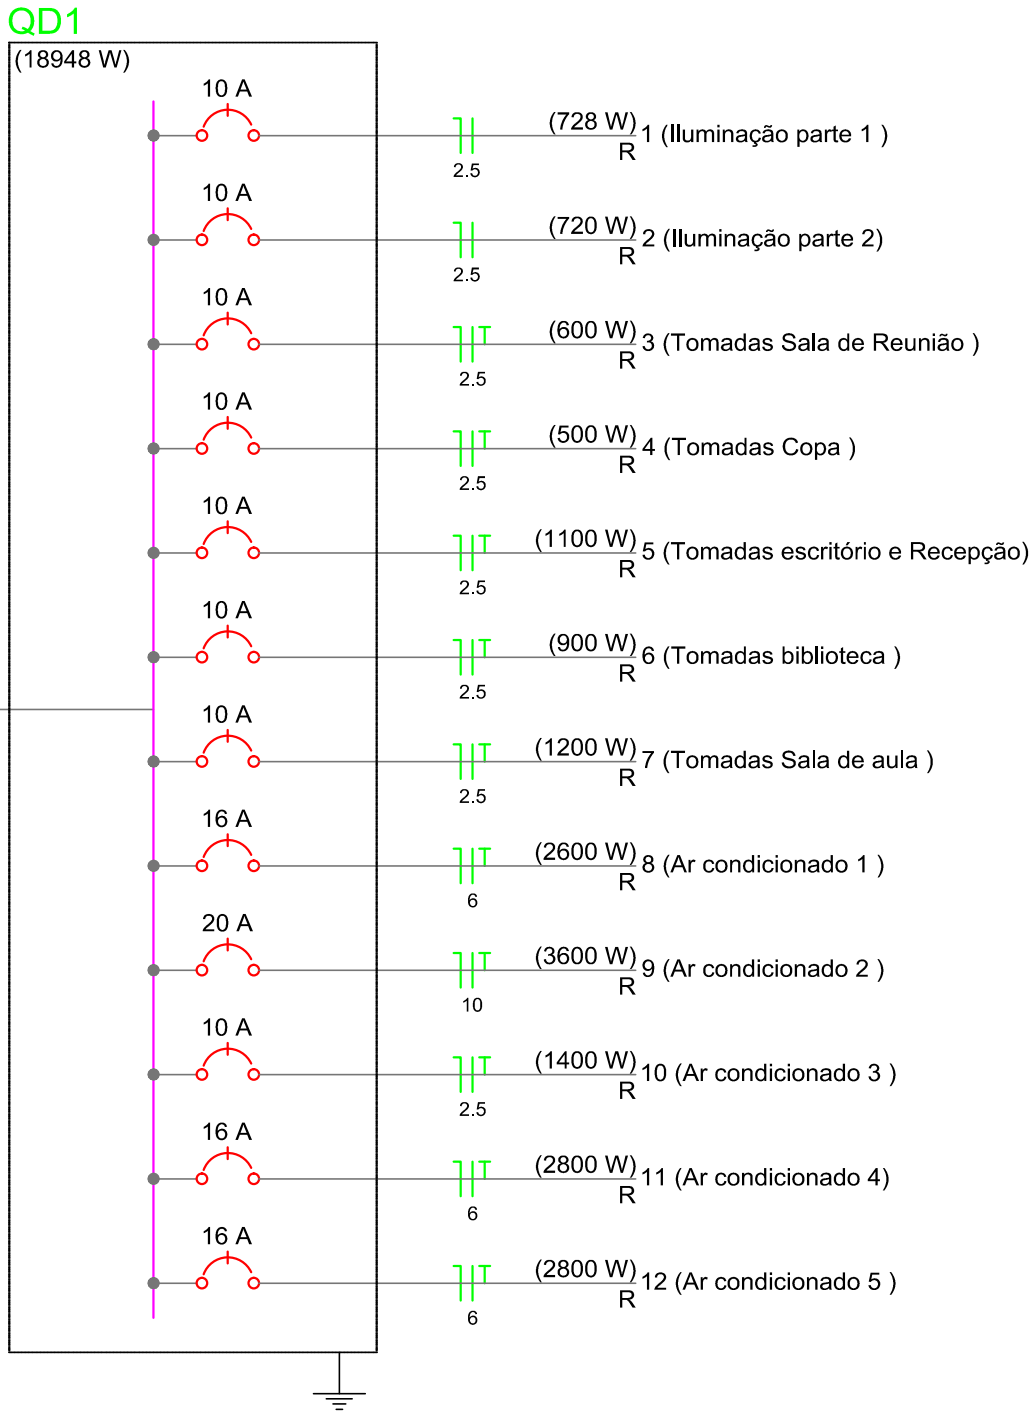 QD1
(18948 W)
10 A
(728 W) 1 (Iluminação parte 1 )
R
2.5
10 A
(720 W) 2 (Iluminação parte 2)
R
2.5
10 A
(600 W) 3 (Tomadas Sala de Reunião )
R
2.5
10 A
(500 W) 4 (Tomadas Copa )
R
2.5
10 A
(1100 W) 5 (Tomadas escritório e Recepção)
R
2.5
10 A
(900 W) 6 (Tomadas biblioteca )
R
2.5
10 A
(1200 W) 7 (Tomadas Sala de aula )
R
2.5
16 A
(2600 W) 8 (Ar condicionado 1 )
R
6
20 A
(3600 W) 9 (Ar condicionado 2 )
R
10
10 A
(1400 W) 10 (Ar condicionado 3 )
R
2.5
16 A
(2800 W) 11 (Ar condicionado 4)
R
6
16 A
(2800 W) 12 (Ar condicionado 5 )
R
6